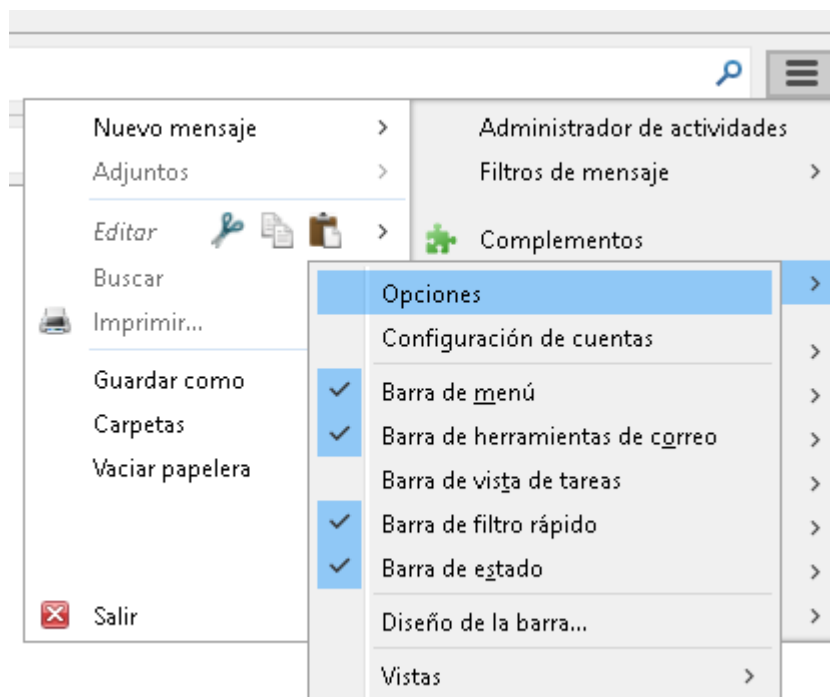 Nuevo mensaje
Adjuntos
Editar
Buscar
Imprimir...
Guardar como
Carpetas
Vaciar papelera
Salir
Administrador de actividades
Filtros de mensaje
Complementos
Opciones
Configuración de cuentas
Barra de menú
Barra de herramientas de correo
Barra de vista de tareas
Barra de filtro rápido
Barra de estado
Diseño de la barra...
Vistas